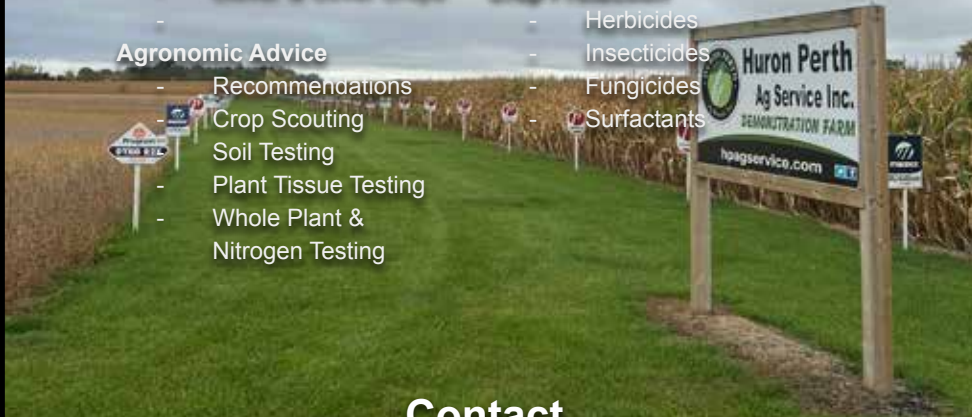 - Herbicides
Agronomic Advice
- Insecticides
- Recommendations
- Fungicides
- Crop Scouting
- Surfactants
Soil Testing
- Plant Tissue Testing
- Whole Plant &
Nitrogen Testing
Huron Perth
Ag Service Inc.
DEMONSTRATION FARM
hpagservice.com
Contact